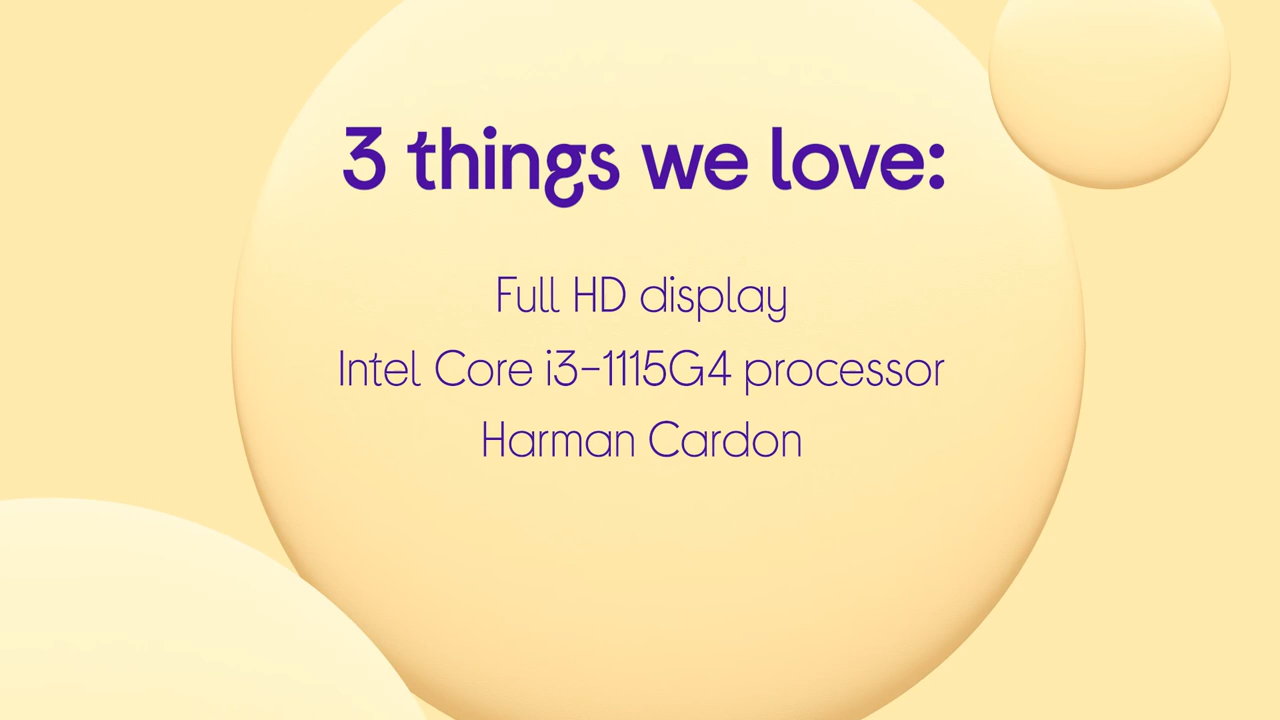 3 things we love:
Full HD display
Intel Core i3-1115G4 processor
Harman Cardon